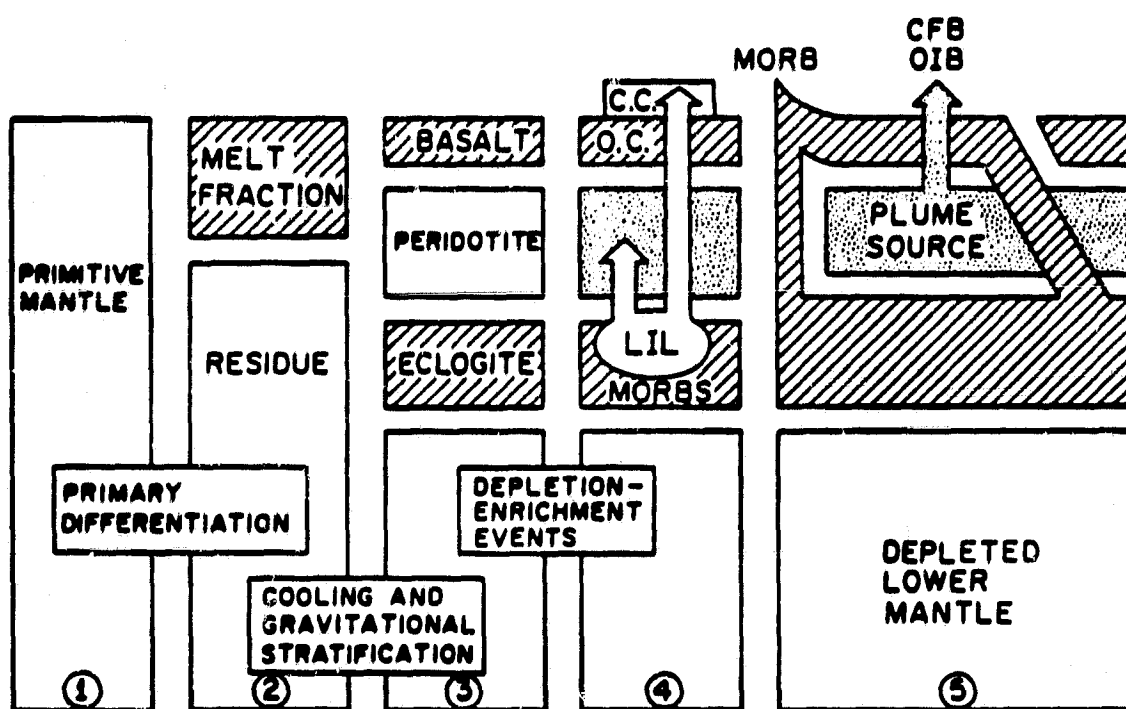 CFB
OIB
MORB
C.C.
O.C.
MELT
FRACTION
BASALT
PERIDOTITE
PLUME
SOURCE
PRIMITIVE
MANTLE
RESIDUE
ECLOGITE
LIL
MORBS
PRIMARY
DIFFERENTIATION
DEPLETION-
ENRICHMENT
EVENTS
DEPLETED
LOWER
MANTLE
COOLING AND
GRAVITATIONAL
STRATIFICATION
1
2
3
4
5